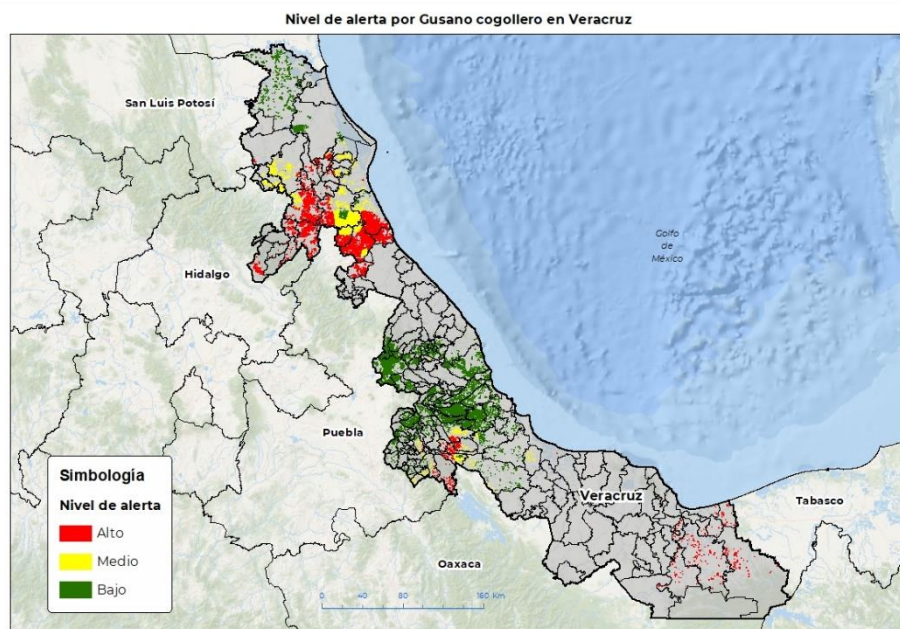 Nivel de alerta por Gusano cogollero en Veracruz
San Luis Potosí
Golfo
de
México
Hidalgo
Puebla
Simbología
Nivel de alerta
Alto
Medio
Bajo
Veracruz
Tabasco
Oaxaca
0 40 80 160 Km